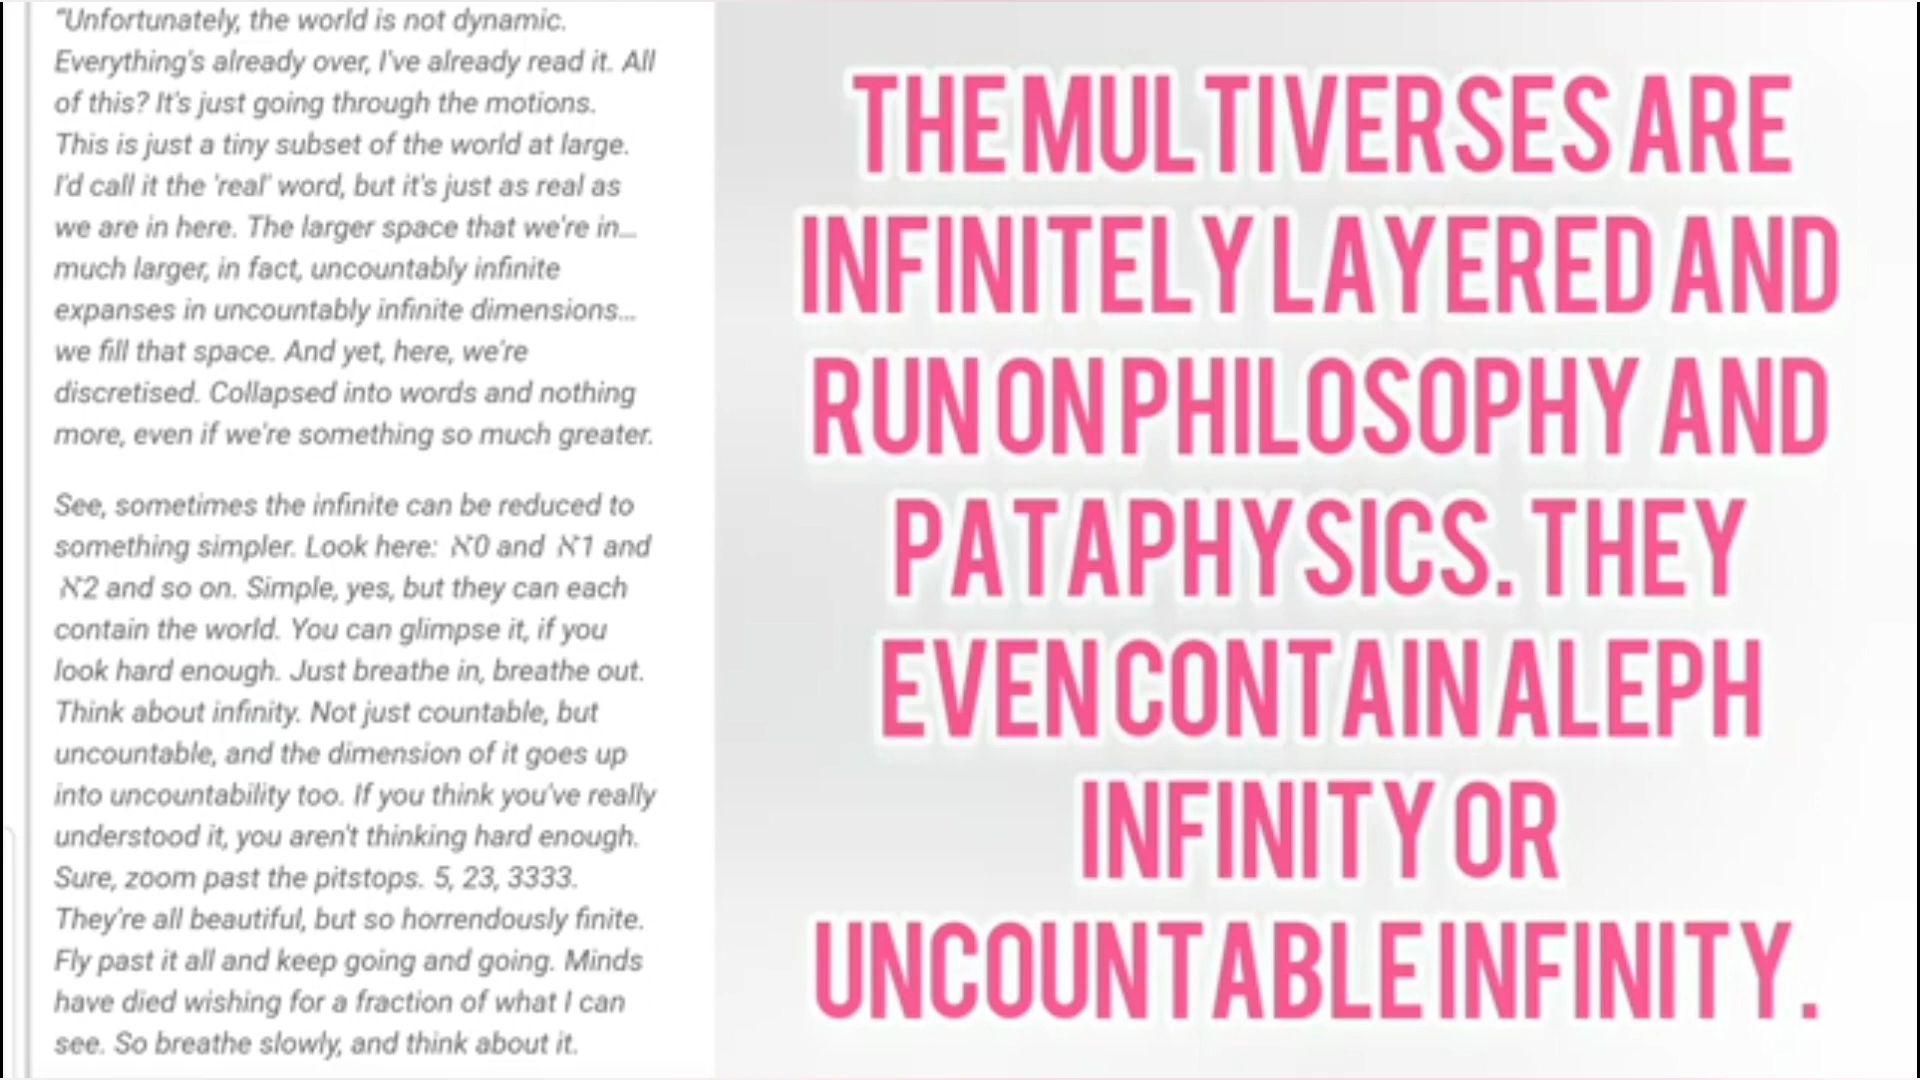 “Unfortunately, the world is not dynamic.
Everything's already over, I've already read it. All
of this? It's just going through the motions.
This is just a tiny subset of the world at large.
I'd call it the 'real' word, but it's just as real as
we are in here. The larger space that we're in…
much larger, in fact, uncountably infinite
expanses in uncountably infinite dimensions…
we fill that space. And yet, here, we're
discretised. Collapsed into words and nothing
more, even if we're something so much greater.
See, sometimes the infinite can be reduced to
something simpler. Look here: ℵ0 and ℵ1 and
ℵ2 and so on. Simple, yes, but they can each
contain the world. You can glimpse it, if you
look hard enough. Just breathe in, breathe out.
Think about infinity. Not just countable, but
uncountable, and the dimension of it goes up
into uncountability too. If you think you've really
understood it, you aren't thinking hard enough.
Sure, zoom past the pitstops. 5, 23, 3333.
They're all beautiful, but so horrendously finite.
Fly past it all and keep going and going. Minds
have died wishing for a fraction of what I can
see. So breathe slowly, and think about it.
THE MULTIVERSES ARE
INFINITELY LAYERED AND
RUN ON PHILOSOPHY AND
PATAPHYSICS. THEY
EVEN CONTAIN ALEPH
INFINITY OR
UNCOUNTABLE INFINITY.